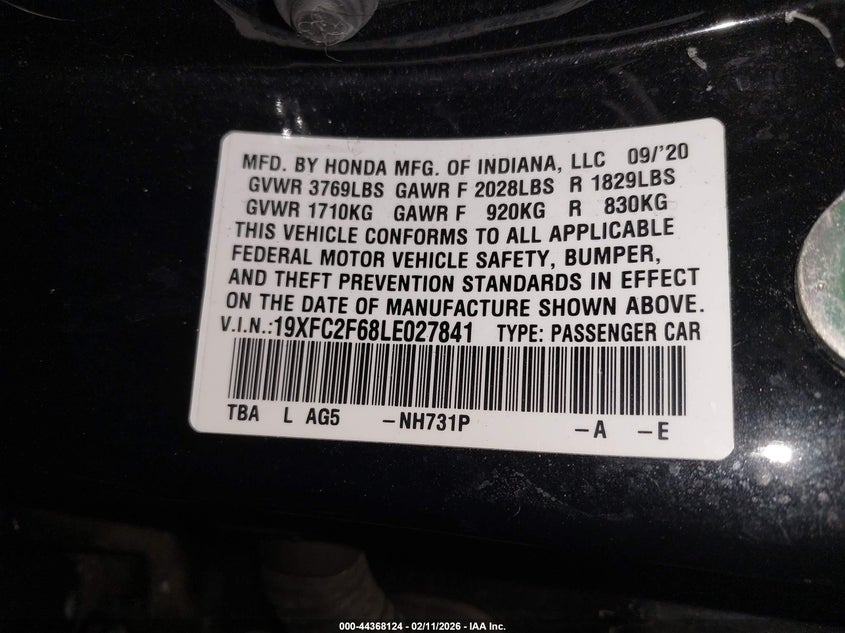 MFD. BY HONDA MFG. OF INDIANA, LLC 09/'20
GVWR 3769LBS GAWR F 2028LBS R 1829LBS
GVWR 1710KG GAWR F 920KG R 830KG
THIS VEHICLE CONFORMS TO ALL APPLICABLE
FEDERAL MOTOR VEHICLE SAFETY, BUMPER,
AND THEFT PREVENTION STANDARDS IN EFFECT
ON THE DATE OF MANUFACTURE SHOWN ABOVE.
V.I.N.:19XFC2F68LE027841 TYPE: PASSENGER CAR
TBA L AG5 -NH731P -A -E
000-44368124 - 02/11/2026 - IAA Inc.